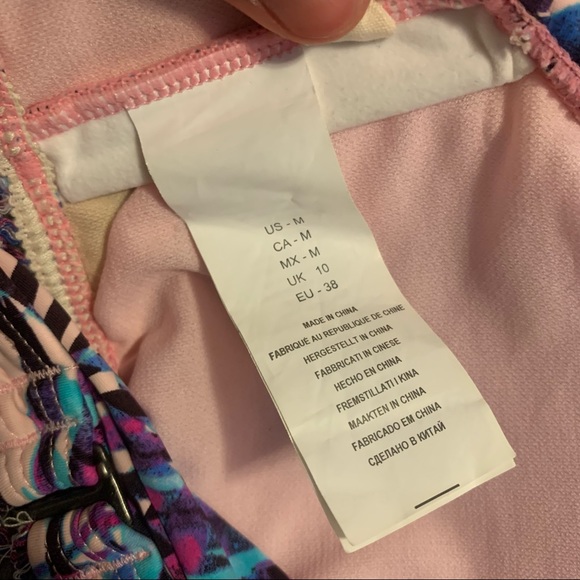 US - M
CA - M
MX - M
UK 10
EU - 38
MADE IN CHINA
FABRIQUÉ AU REPUBLIQUE DE CHINE
HERGESTELLT IN CHINA
FABBRICATI IN CINESE
HECHO EN CHINA
FREMSTILLATI I KINA
MAAKTEN IN CHINA
FABRICADO EM CHINA
СДЕЛАНО В КИТАЙ